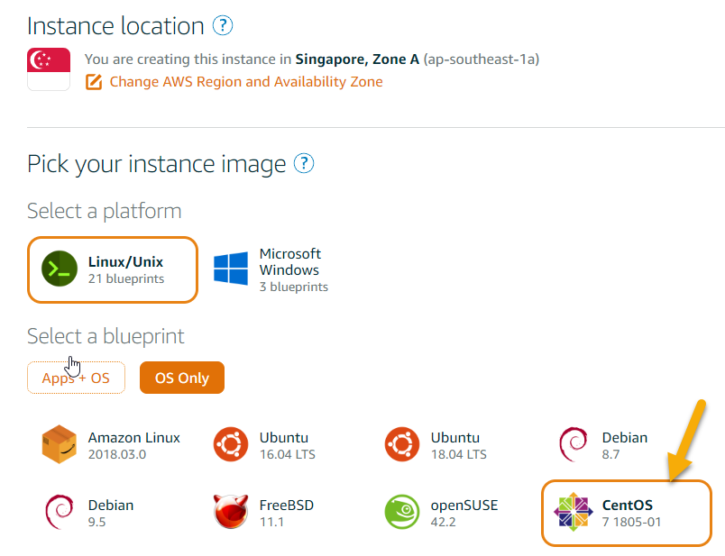 Instance location ?
You are creating this instance in Singapore, Zone A (ap-southeast-1a)
Change AWS Region and Availability Zone
Pick your instance image ?
Select a platform
Linux/Unix
21 blueprints
Microsoft
Windows
3 blueprints
Select a blueprint
Apps + OS
OS Only
Amazon Linux
2018.03.0
Ubuntu
16.04 LTS
Ubuntu
18.04 LTS
Debian
8.7
Debian
9.5
FreeBSD
11.1
openSUSE
42.2
CentOS
7 1805-01